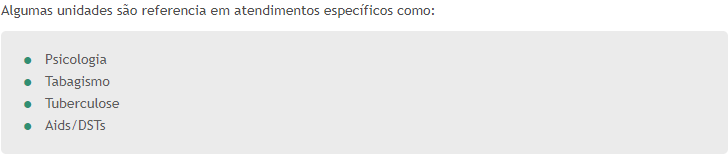 Algumas unidades são referencia em atendimentos específicos como:
Psicologia
Tabagismo
Tuberculose
Aids/DSTs